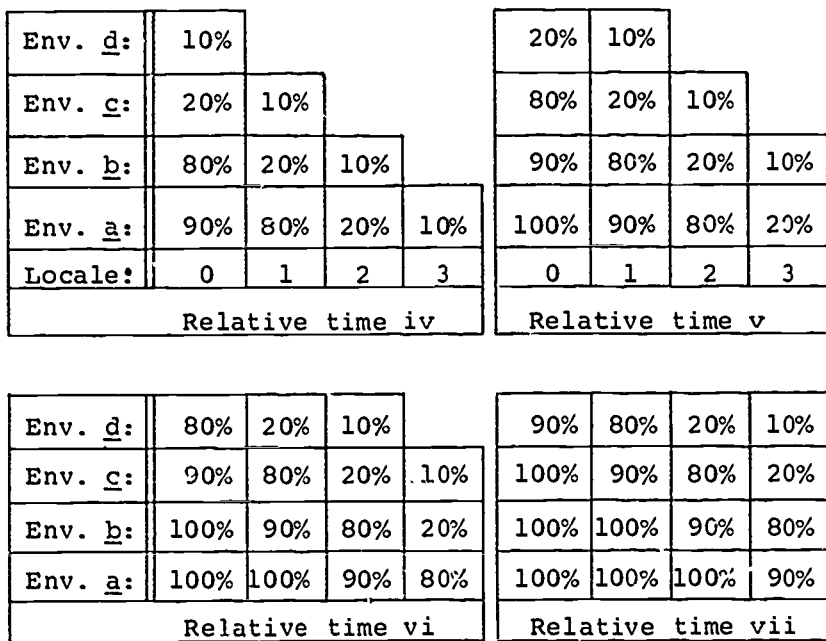 Env. d: 10% 20% 10%
Env. c: 20% 10% 80% 20% 10%
Env. b: 80% 20% 10% 90% 80% 20% 10%
Env. a: 90% 80% 20% 10% 100% 90% 80% 20%
Locale: 0 1 2 3 0 1 2 3
Relative time iv Relative time v
Env. d: 80% 20% 10% 90% 80% 20% 10%
Env. c: 90% 80% 20% 10% 100% 90% 80% 20%
Env. b: 100% 90% 80% 20% 100% 100% 90% 80%
Env. a: 100% 100% 90% 80% 100% 100% 100% 90%
Relative time vi Relative time vii